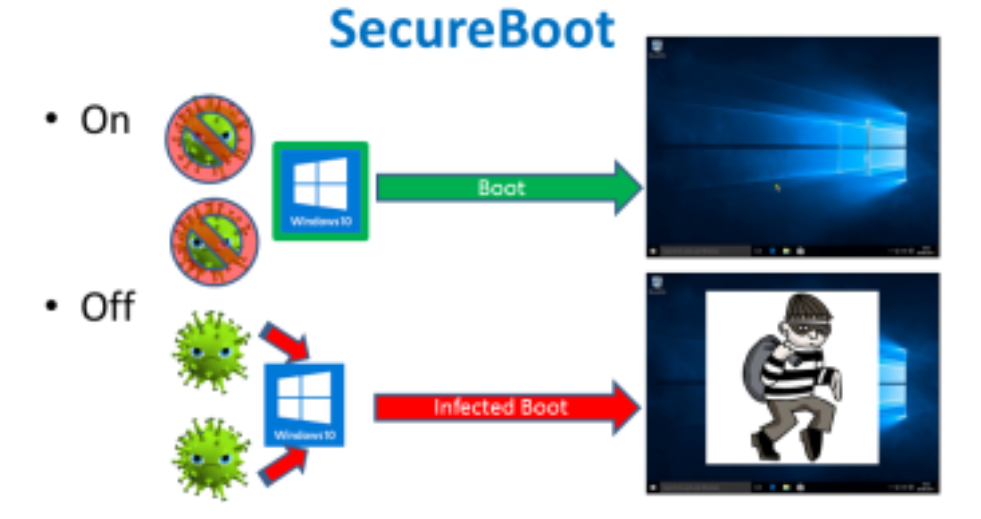 SecureBoot
• On
Windows10
Boot
• Off
Windows10
Infected Boot